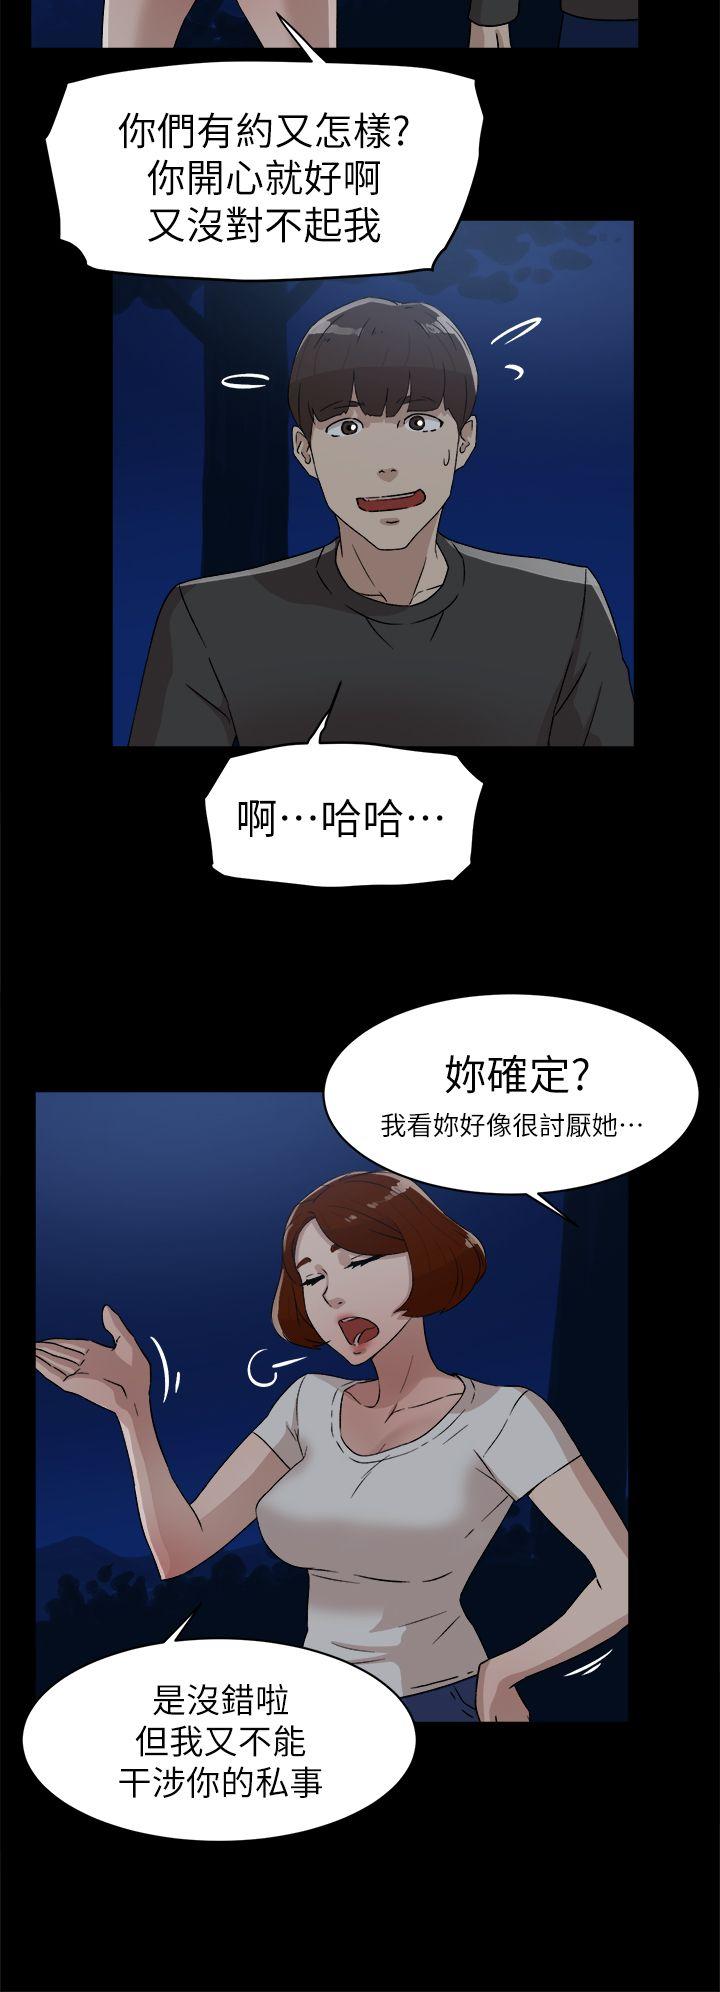 你們有約又怎樣?
你開心就好啊
又沒對不起我
啊⋯哈哈⋯
妳確定?
我看妳好像很討厭她⋯
是沒錯啦
但我又不能
干涉你的私事